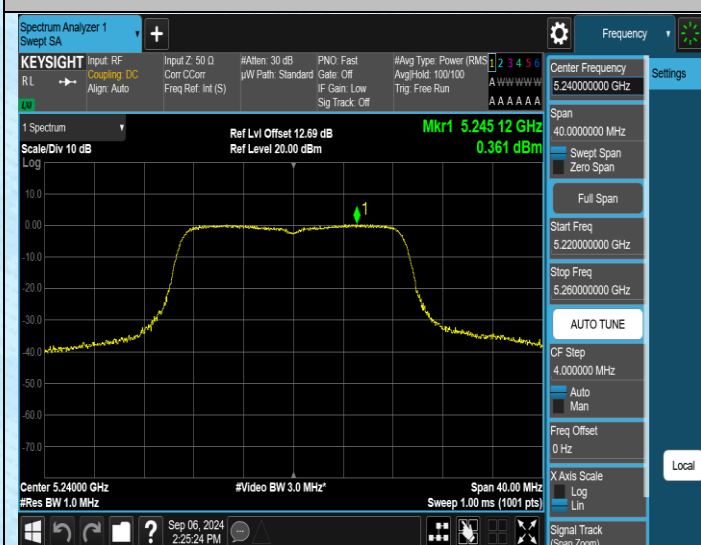 Spectrum Analyzer 1
Swept SA
Frequency
KEYSIGHT
RL
LW
Input: RF
Coupling: DC
Align: Auto
Input Z: 50 Ω
Corr CCorr
Freq Ref: Int (S)
#Atten: 30 dB
µW Path: Standard
PNO: Fast
Gate: Off
IF Gain: Low
Sig Track: Off
#Avg Type: Power (RMS
Avg|Hold: 100/100
Trig: Free Run
1 2 3 4 5 6
A W W W W W
A A A A A A
1 Spectrum
Scale/Div 10 dB
Log
Ref Lvl Offset 12.69 dB
Ref Level 20.00 dBm
Mkr1 5.245 12 GHz
0.361 dBm
10.0
0.00
-10.0
-20.0
-30.0
-40.0
-50.0
-60.0
-70.0
1
Center 5.24000 GHz
#Res BW 1.0 MHz
#Video BW 3.0 MHz*
Span 40.00 MHz
Sweep 1.00 ms (1001 pts)
Center Frequency
5.240000000 GHz
Settings
Span
40.0000000 MHz
Swept Span
Zero Span
Full Span
Start Freq
5.220000000 GHz
Stop Freq
5.260000000 GHz
AUTO TUNE
CF Step
4.000000 MHz
Auto
Man
Freq Offset
0 Hz
X Axis Scale
Log
Lin
Local
Signal Track
(Span Zoom)
?
Sep 06, 2024
2:25:24 PM